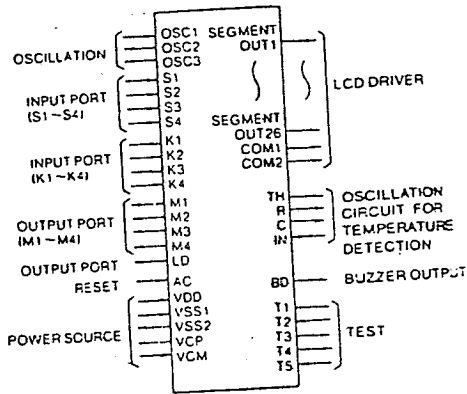 OSCILLATION
INPUT PORT
(S1~S4)
INPUT PORT
(K1~K4)
OUTPUT PORT
(M1~M4)
OUTPUT PORT
RESET
POWER SOURCE
OSC1
OSC2
OSC3
S1
S2
S3
S4
K1
K2
K3
K4
M1
M2
M3
M4
LD
AC
VDD
VSS1
VSS2
VCP
VCM
SEGMENT
OUT1
SEGMENT
OUT26
COM1
COM2
TH
R
C
IN
BD
T1
T2
T3
T4
T5
LCD DRIVER
OSCILLATION
CIRCUIT FOR
TEMPERATURE
DETECTION
BUZZER OUTPUT
TEST